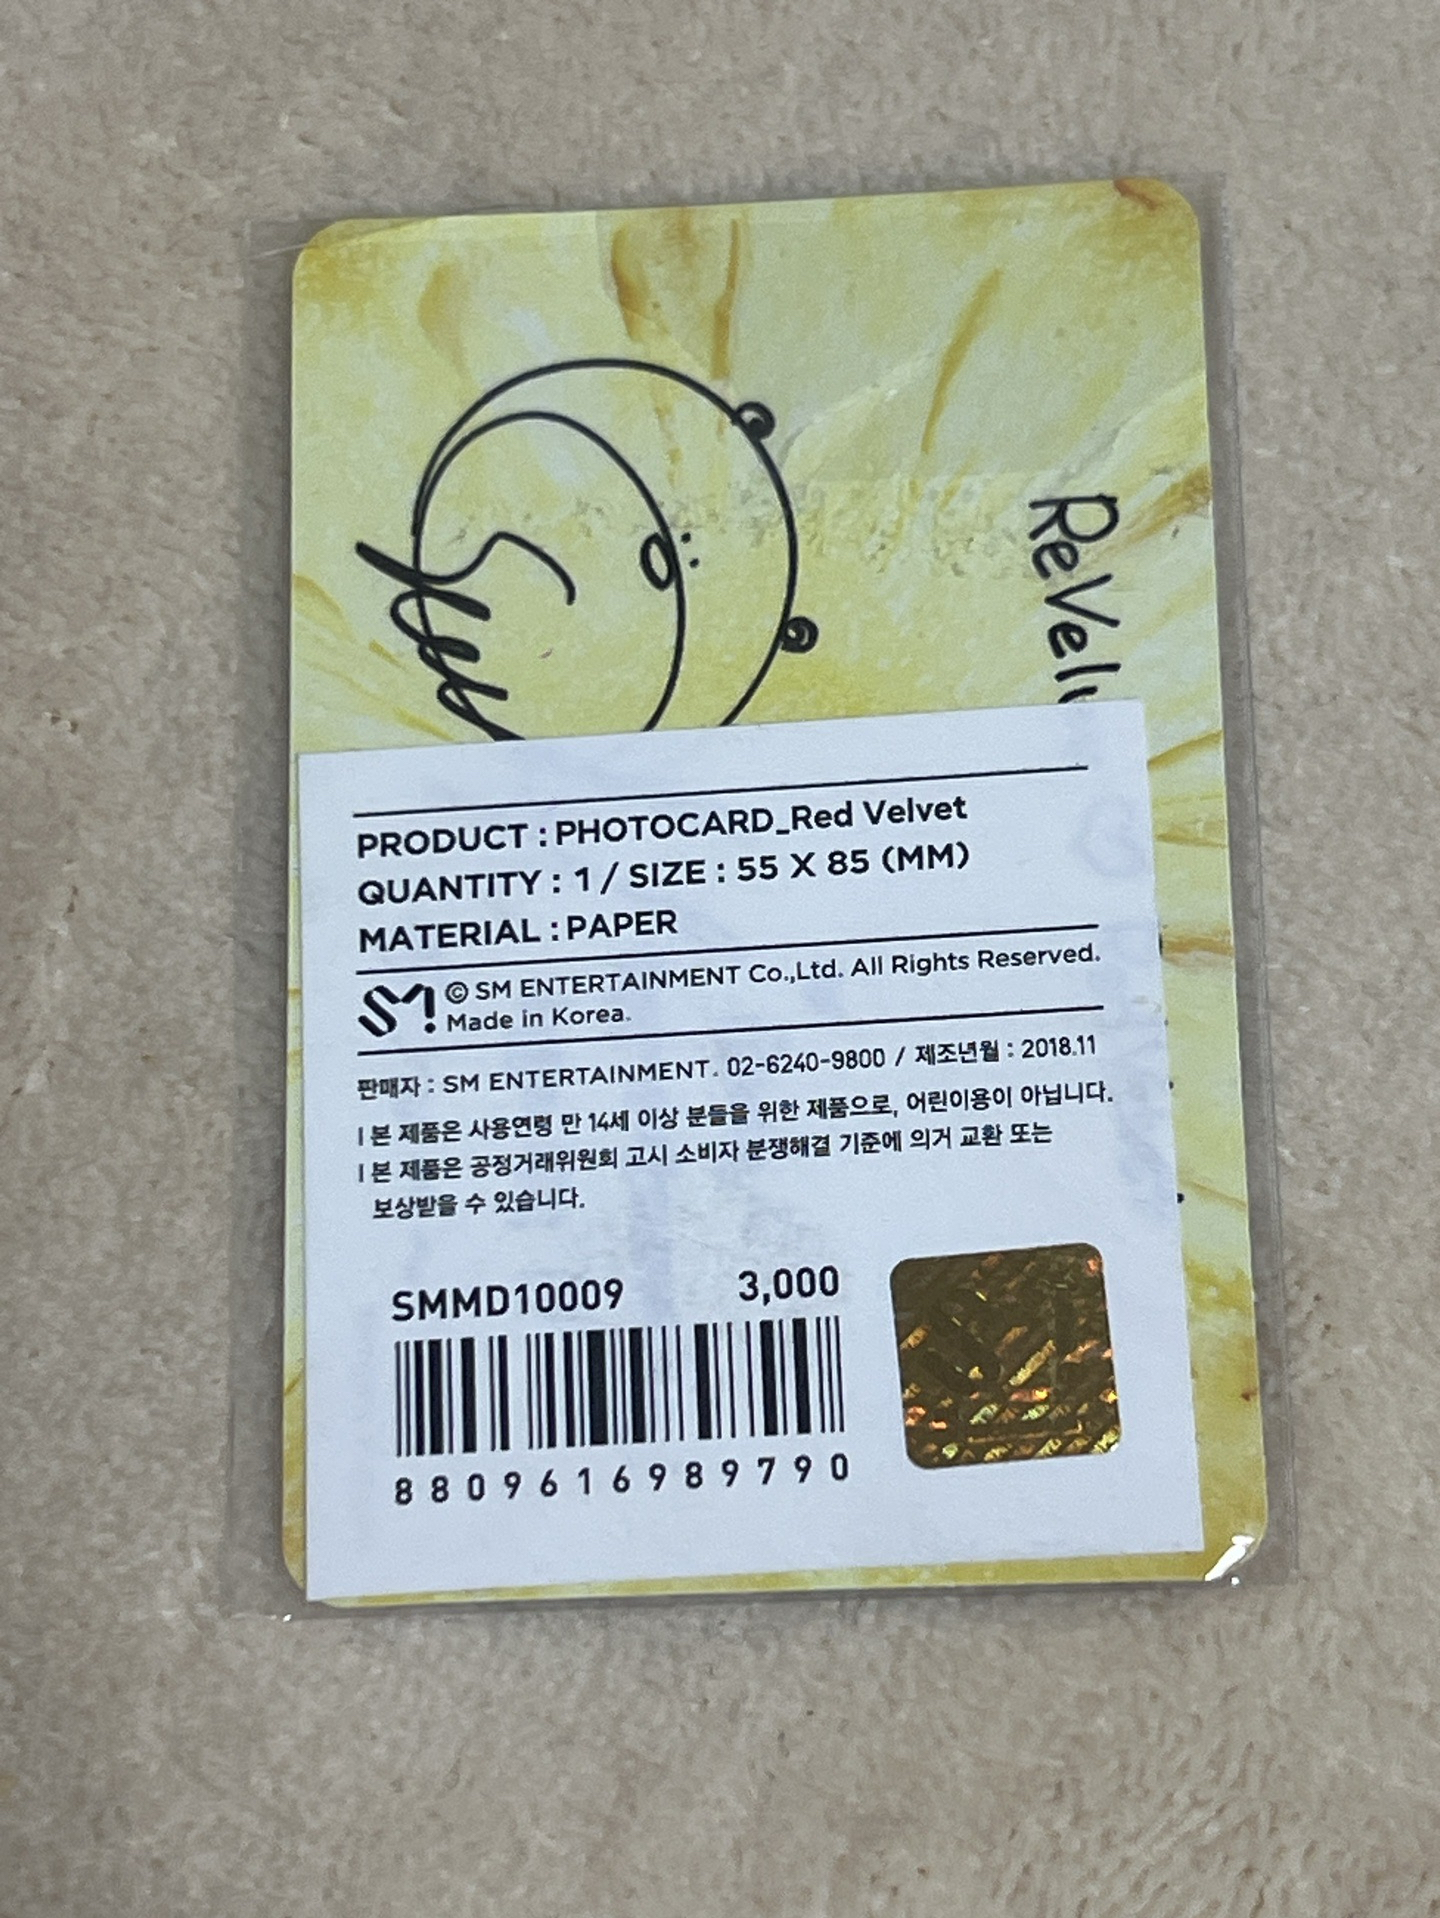 ReVelu
PRODUCT : PHOTOCARD_Red Velvet
QUANTITY : 1 / SIZE : 55 X 85 (MM)
MATERIAL : PAPER
SM! © SM ENTERTAINMENT Co.,Ltd. All Rights Reserved.
Made in Korea.
판매자 : SM ENTERTAINMENT. 02-6240-9800 / 제조년월 : 2018.11
| 본 제품은 사용연령 만 14세 이상 분들을 위한 제품으로, 어린이용이 아닙니다.
| 본 제품은 공정거래위원회 고시 소비자 분쟁해결 기준에 의거 교환 또는
보상받을 수 있습니다.
SMMD10009 3,000
8809616989790